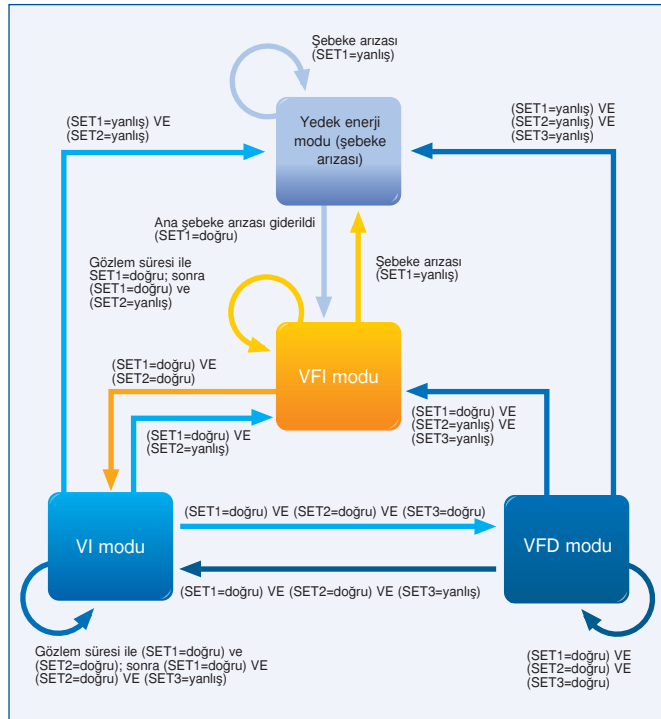 Şebeke arızası
(SET1=yanlış)
(SET1=yanlış) VE
(SET2=yanlış)
Yedek enerji
modu (şebeke
arızası)
(SET1=yanlış) VE
(SET2=yanlış) VE
SET3=yanlış)
Ana şebeke arızası giderildi
(SET1=doğru)
Gözlem süresi ile
SET1=doğru; sonra
(SET1=doğru) ve
(SET2=yanlış)
Şebeke arızası
(SET1=yanlış)
VFI modu
(SET1=doğru) VE
(SET2=doğru)
(SET1=doğru) VE
(SET2=yanlış)
(SET1=doğru) VE
(SET2=yanlış) VE
SET3=yanlış)
VI modu
(SET1=doğru) VE (SET2=doğru) VE (SET3=doğru)
VFD modu
(SET1=doğru) VE (SET2=doğru) VE (SET3=yanlış)
Gözlem süresi ile (SET1=doğru) ve
(SET2=doğru); sonra (SET1=doğru) VE
(SET2=doğru) VE (SET3=yanlış)
(SET1=doğru) VE
(SET2=doğru) VE
(SET3=doğru)